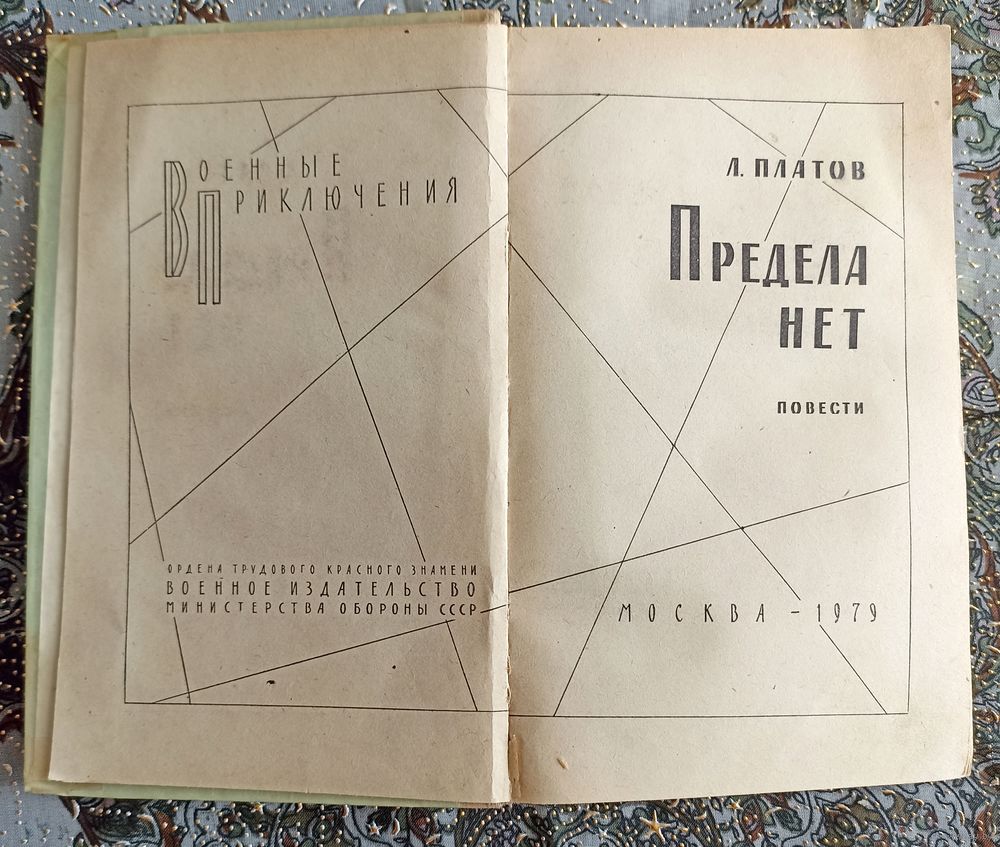 ВОЕННЫЕ
ПРИКЛЮЧЕНИЯ
ОРДЕНА ТРУДОВОГО КРАСНОГО ЗНАМЕНИ
ВОЕННОЕ ИЗДАТЕЛЬСТВО
МИНИСТЕРСТВА ОБОРОНЫ СССР
Л. ПЛАТОВ
ПРЕДЕЛА
НЕТ
ПОВЕСТИ
МОСКВА – 1979